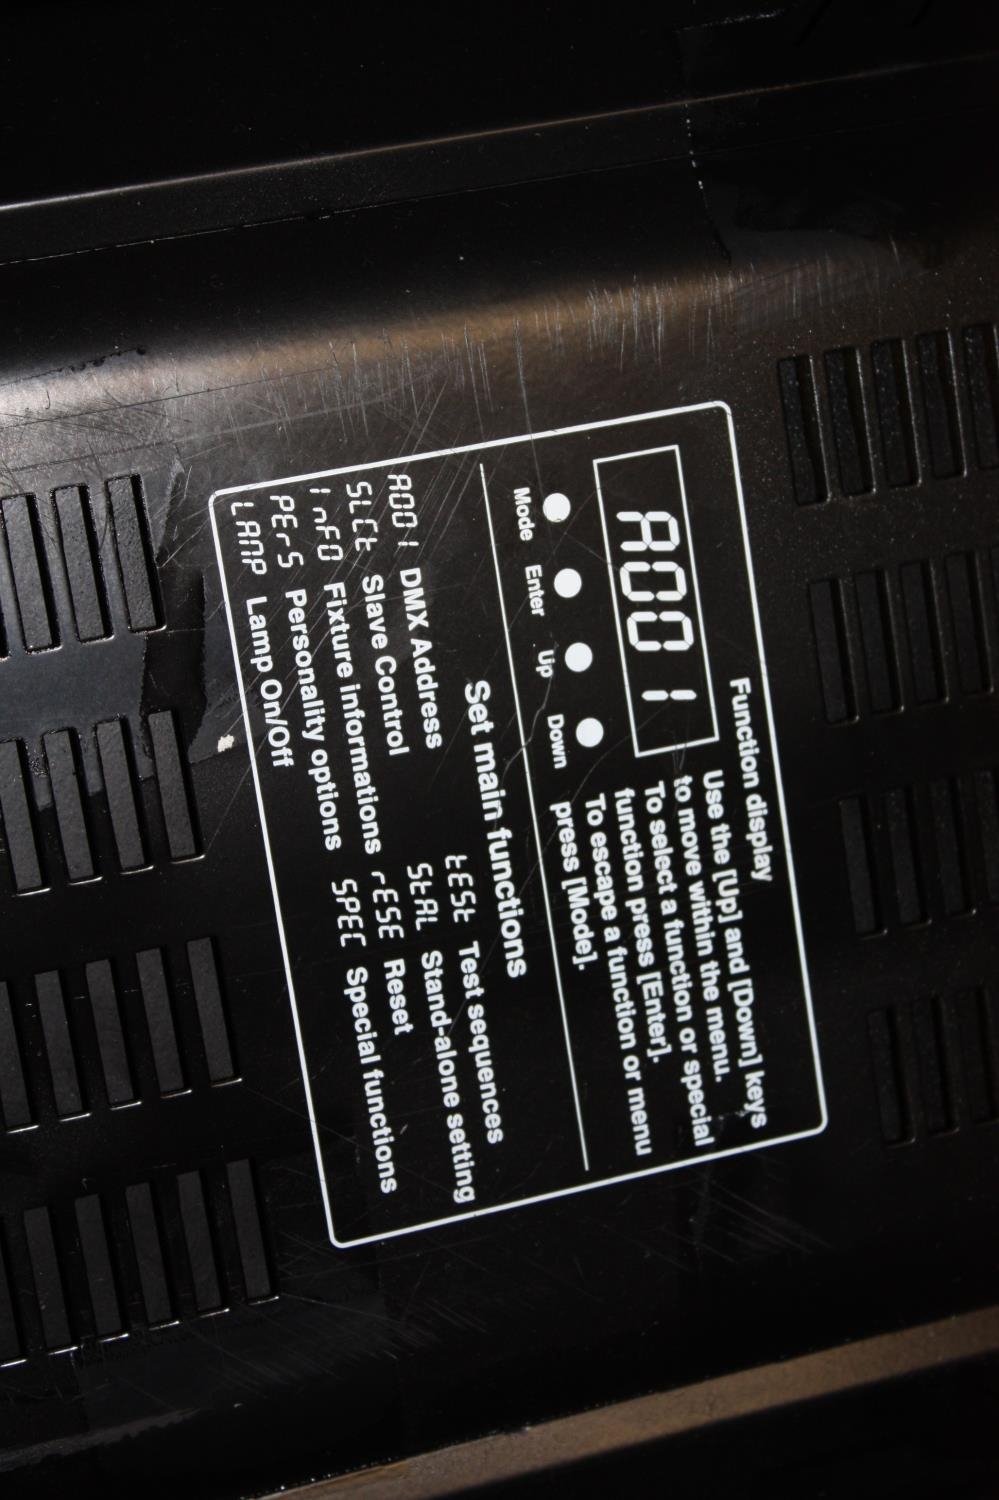 Function display
A001
Mode Enter Up Down
Use the [Up] and [Down] keys
to move within the menu.
To select a function or special
function press [Enter].
To escape a function or menu
press [Mode].
Set main functions
A001 DMX Address
SLCt Slave Control
InFO Fixture informations
PErS Personality options
LAMP Lamp On/Off
tESt Test sequences
StAL Stand-alone setting
rESE Reset
SPEC Special functions